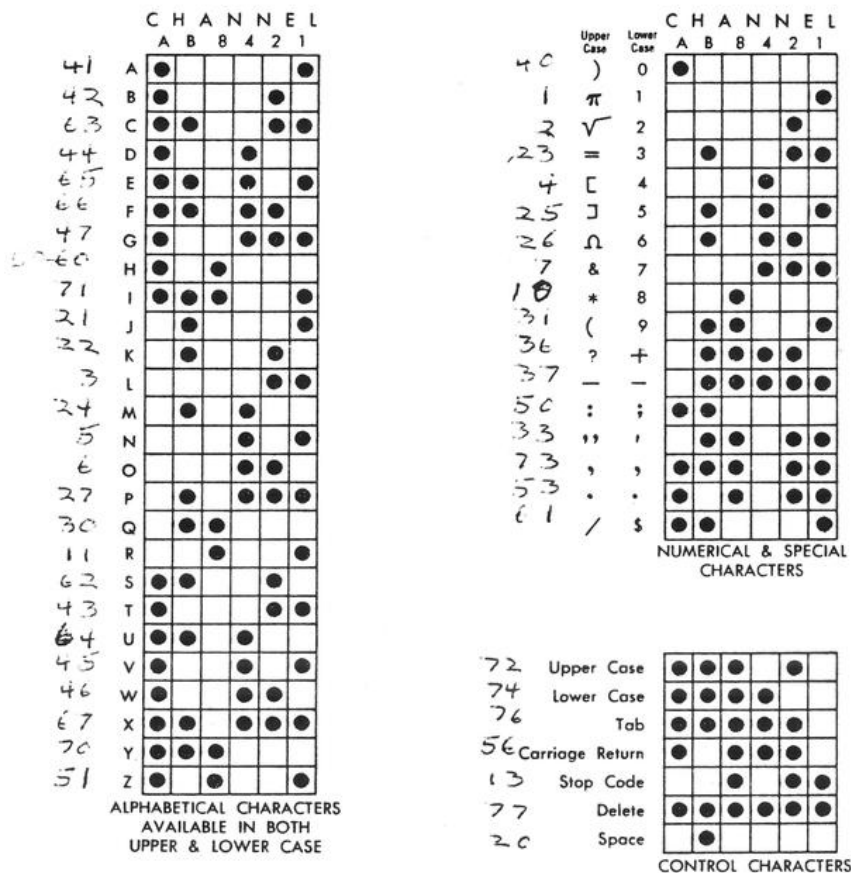 CHANNEL
A B 8 4 2 1
41 A
42 B
63 C
44 D
65 E
66 F
47 G
60 H
71 I
21 J
22 K
3 L
24 M
5 N
6 O
27 P
30 Q
11 R
62 S
43 T
64 U
45 V
46 W
67 X
70 Y
51 Z
ALPHABETICAL CHARACTERS
AVAILABLE IN BOTH
UPPER & LOWER CASE
CHANNEL
Upper Case Lower Case A B 8 4 2 1
40 ) 0
1 π 1
2 √ 2
23 = 3
4 [ 4
25 ] 5
26 Ω 6
7 & 7
10 * 8
31 ( 9
36 ? +
37 — –
50 : ;
33 ,, ′
73 , ,
53 . .
61 / $
NUMERICAL & SPECIAL
CHARACTERS
72 Upper Case
74 Lower Case
76 Tab
56 Carriage Return
13 Stop Code
77 Delete
20 Space
CONTROL CHARACTERS